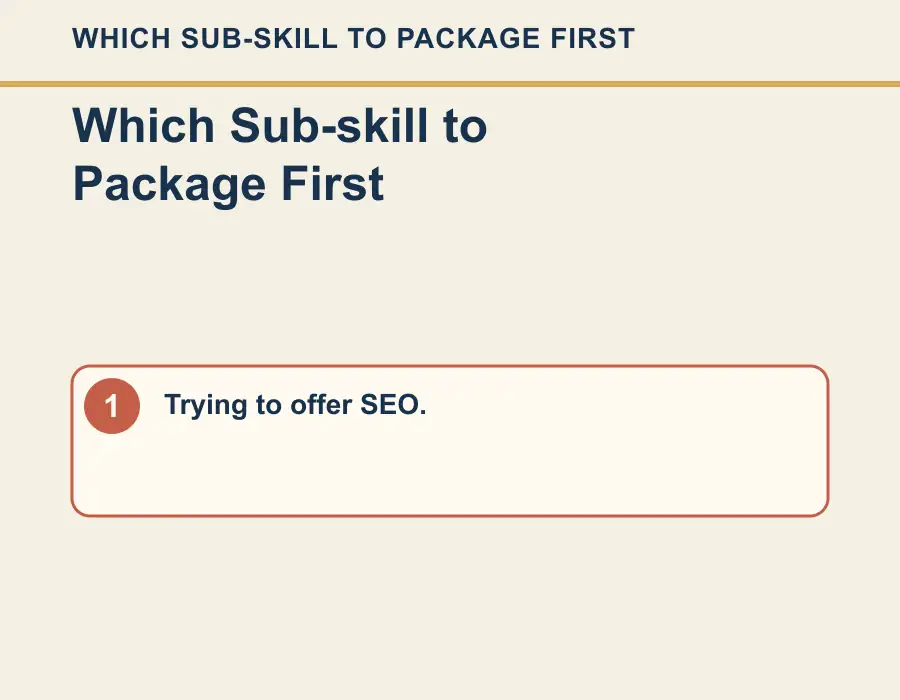 WHICH SUB-SKILL TO PACKAGE FIRST
Which Sub-skill to
Package First
1
Trying to offer SEO.